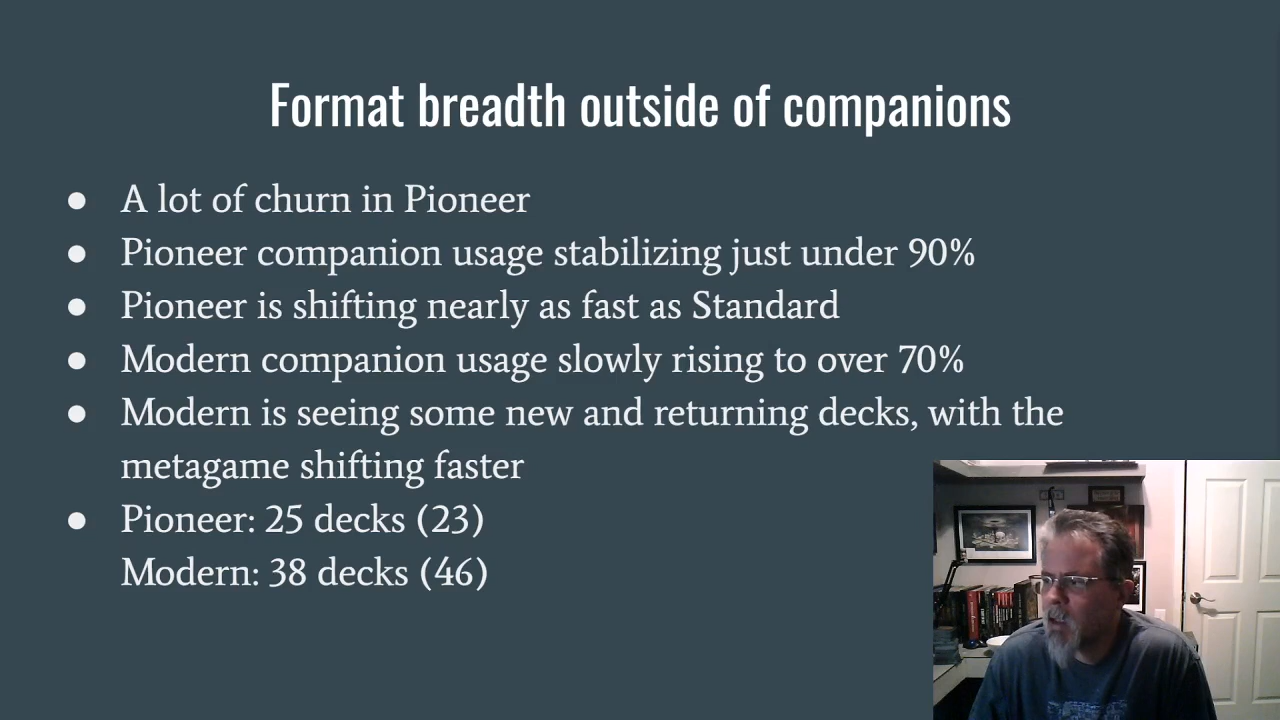 Format breadth outside of companions
● A lot of churn in Pioneer
● Pioneer companion usage stabilizing just under 90%
● Pioneer is shifting nearly as fast as Standard
● Modern companion usage slowly rising to over 70%
● Modern is seeing some new and returning decks, with the
metagame shifting faster
● Pioneer: 25 decks (23)
Modern: 38 decks (46)